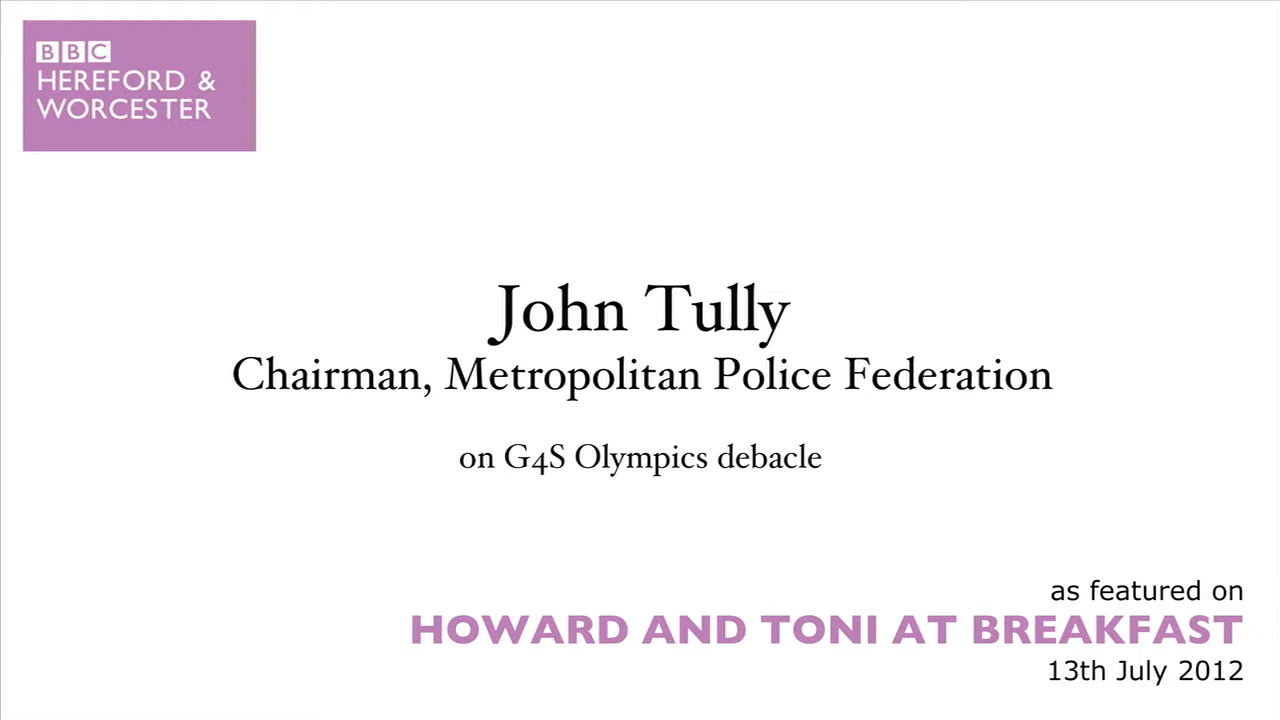 BBC
HEREFORD &
WORCESTER
John Tully
Chairman, Metropolitan Police Federation
on G4S Olympics debacle
as featured on
HOWARD AND TONI AT BREAKFAST
13th July 2012